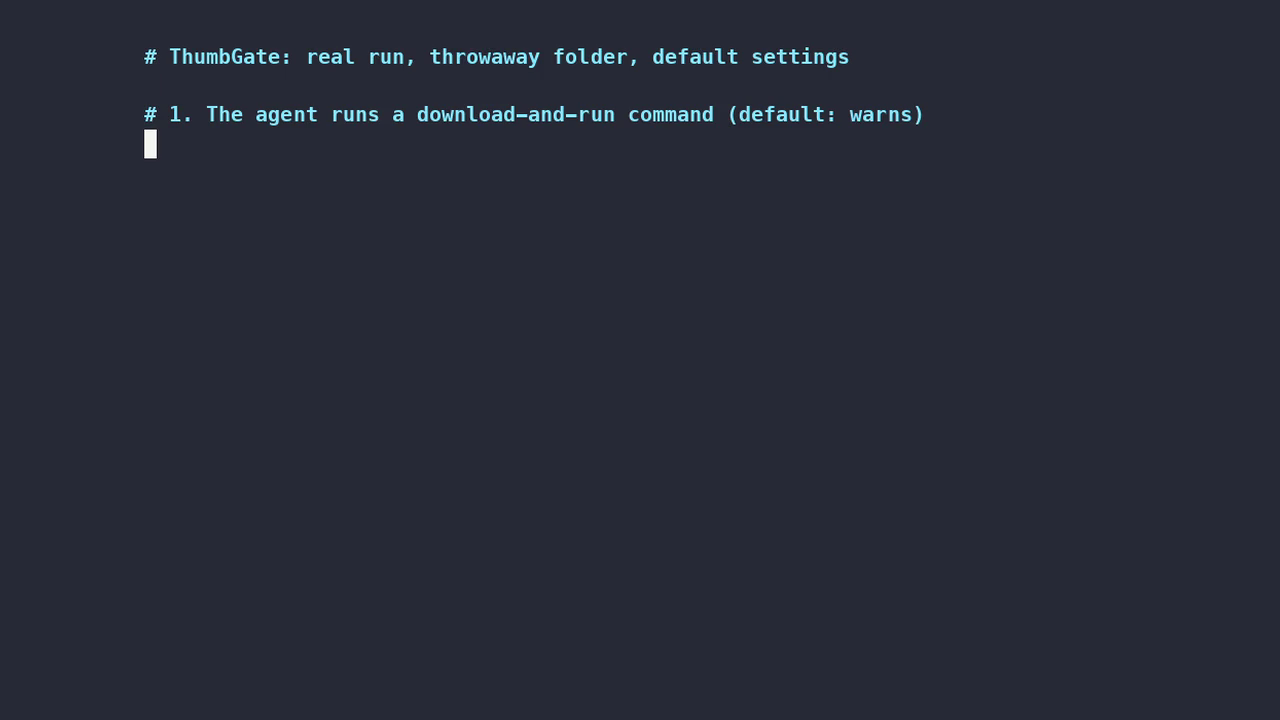 # ThumbGate: real run, throwaway folder, default settings
# 1. The agent runs a download-and-run command (default: warns)